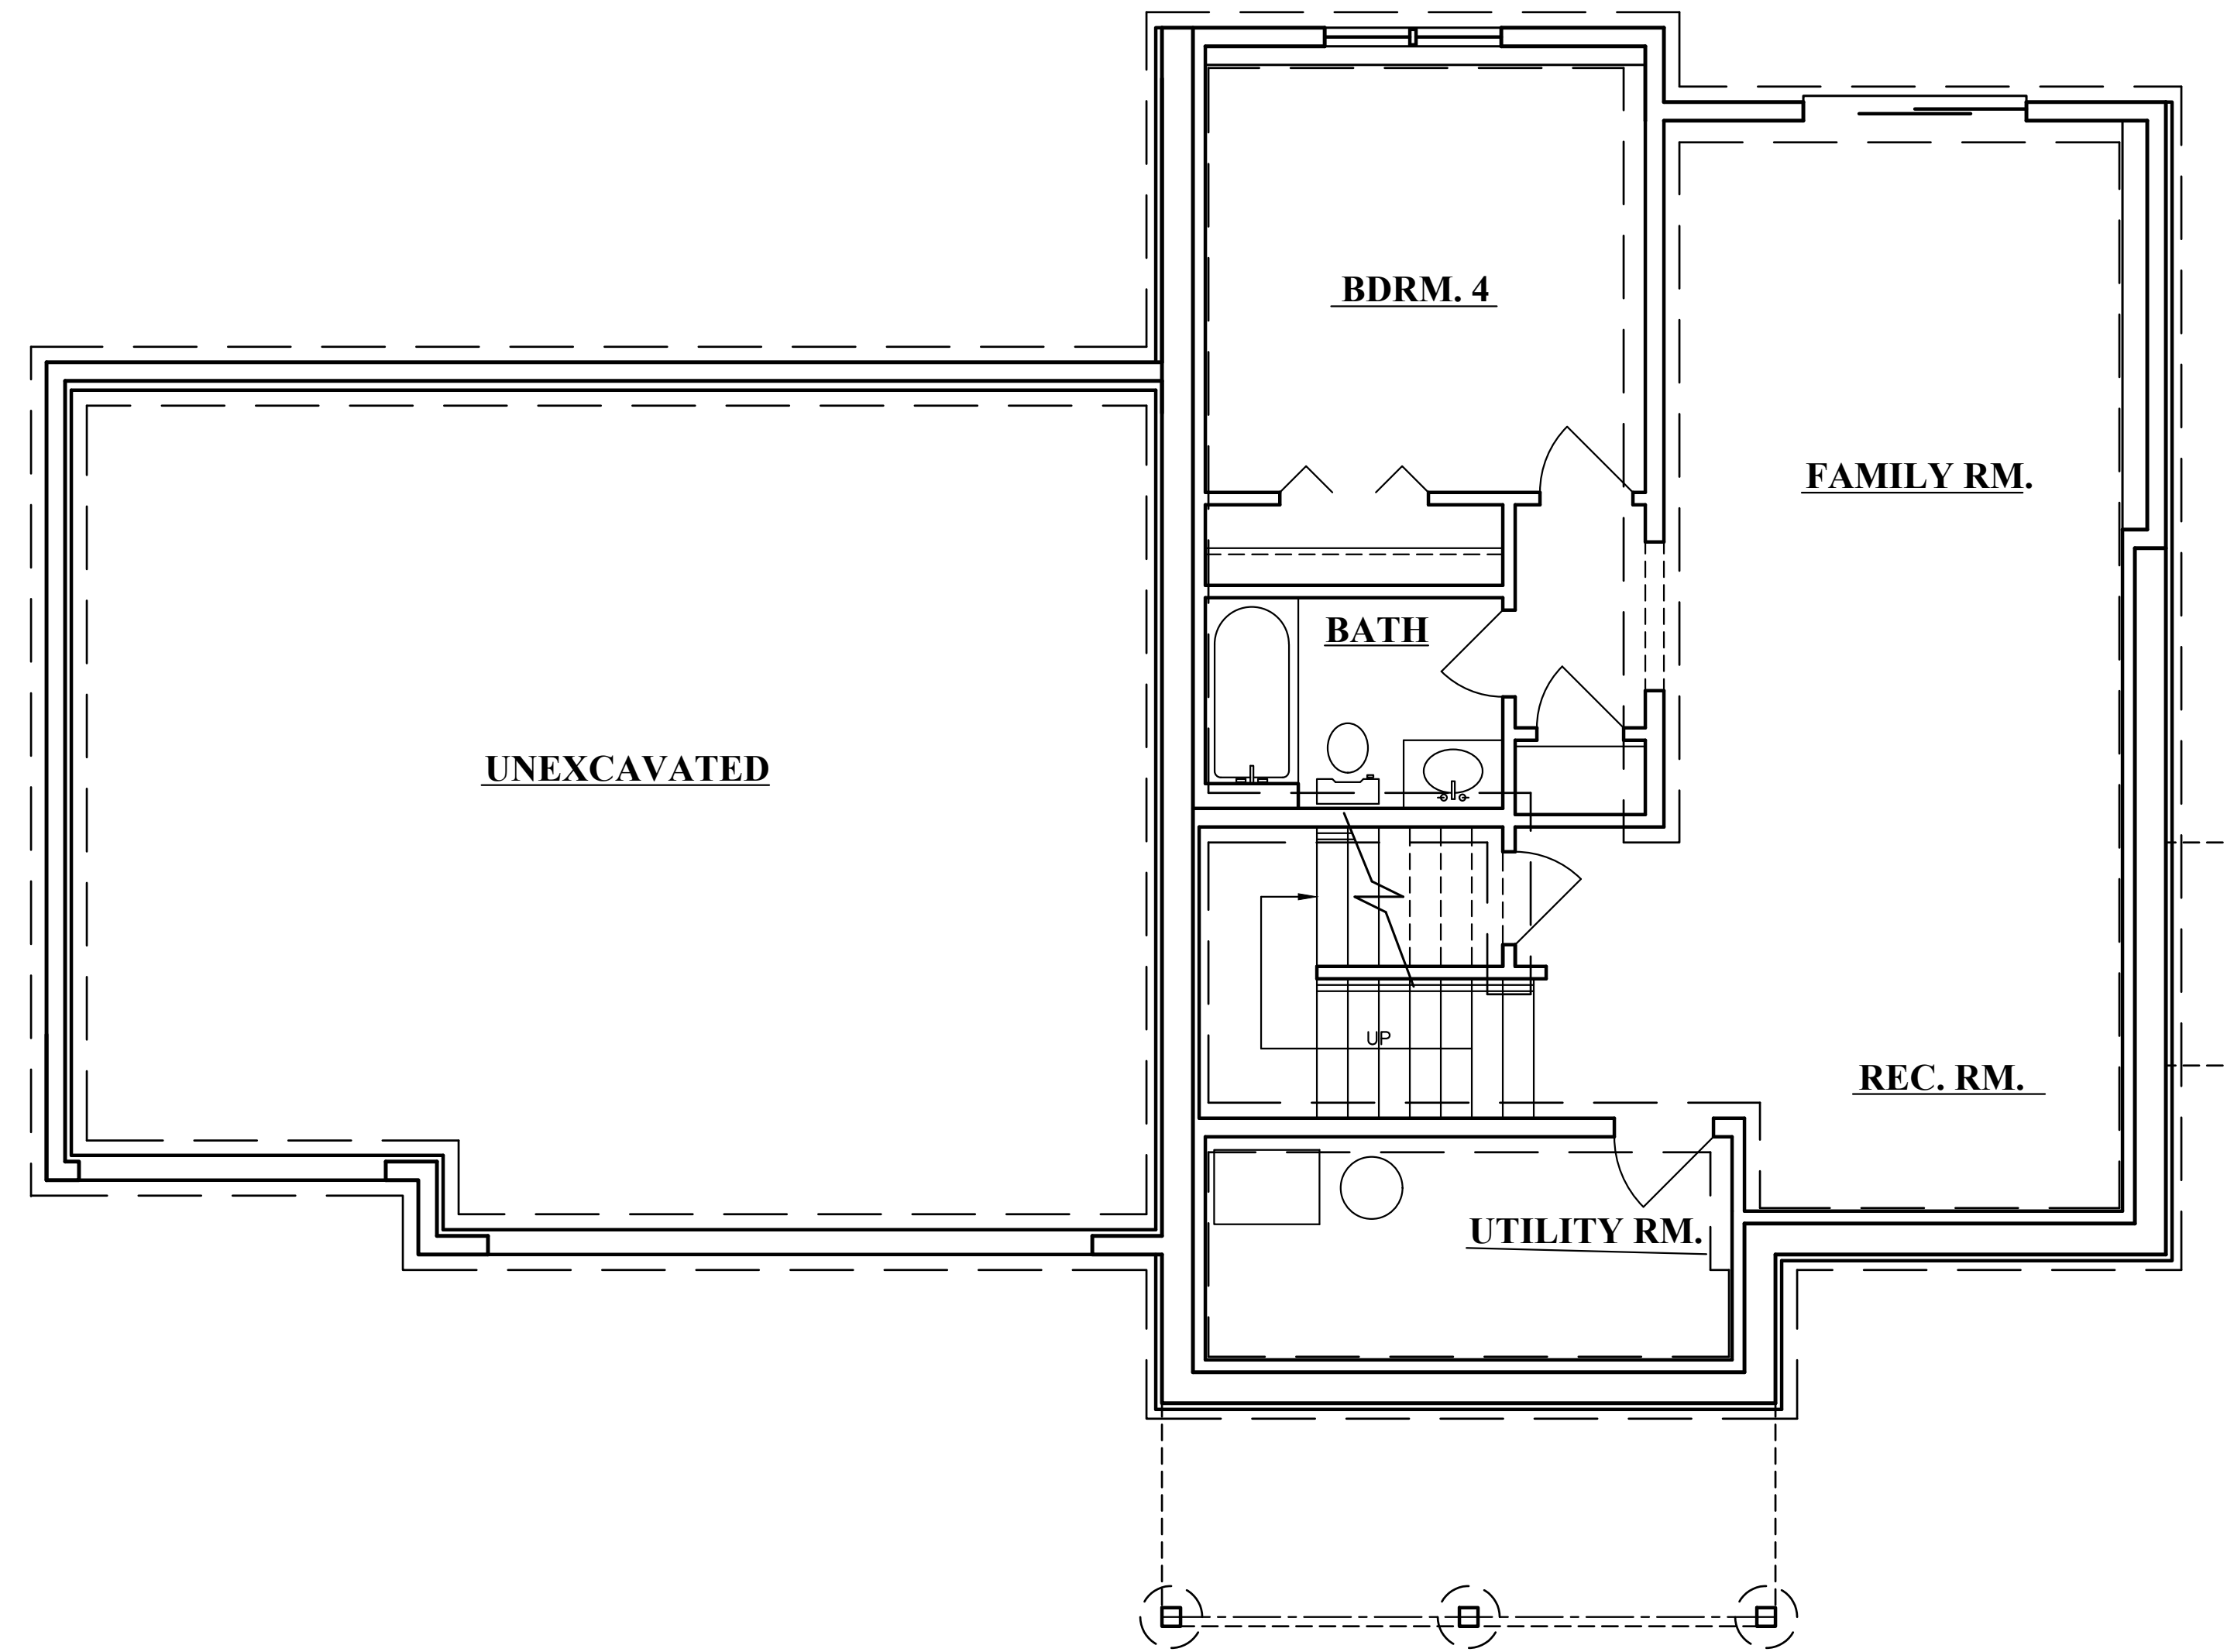 BDRM. 4
FAMILY RM.
BATH
UNEXCAVATED
UP
REC. RM.
UTILITY RM.